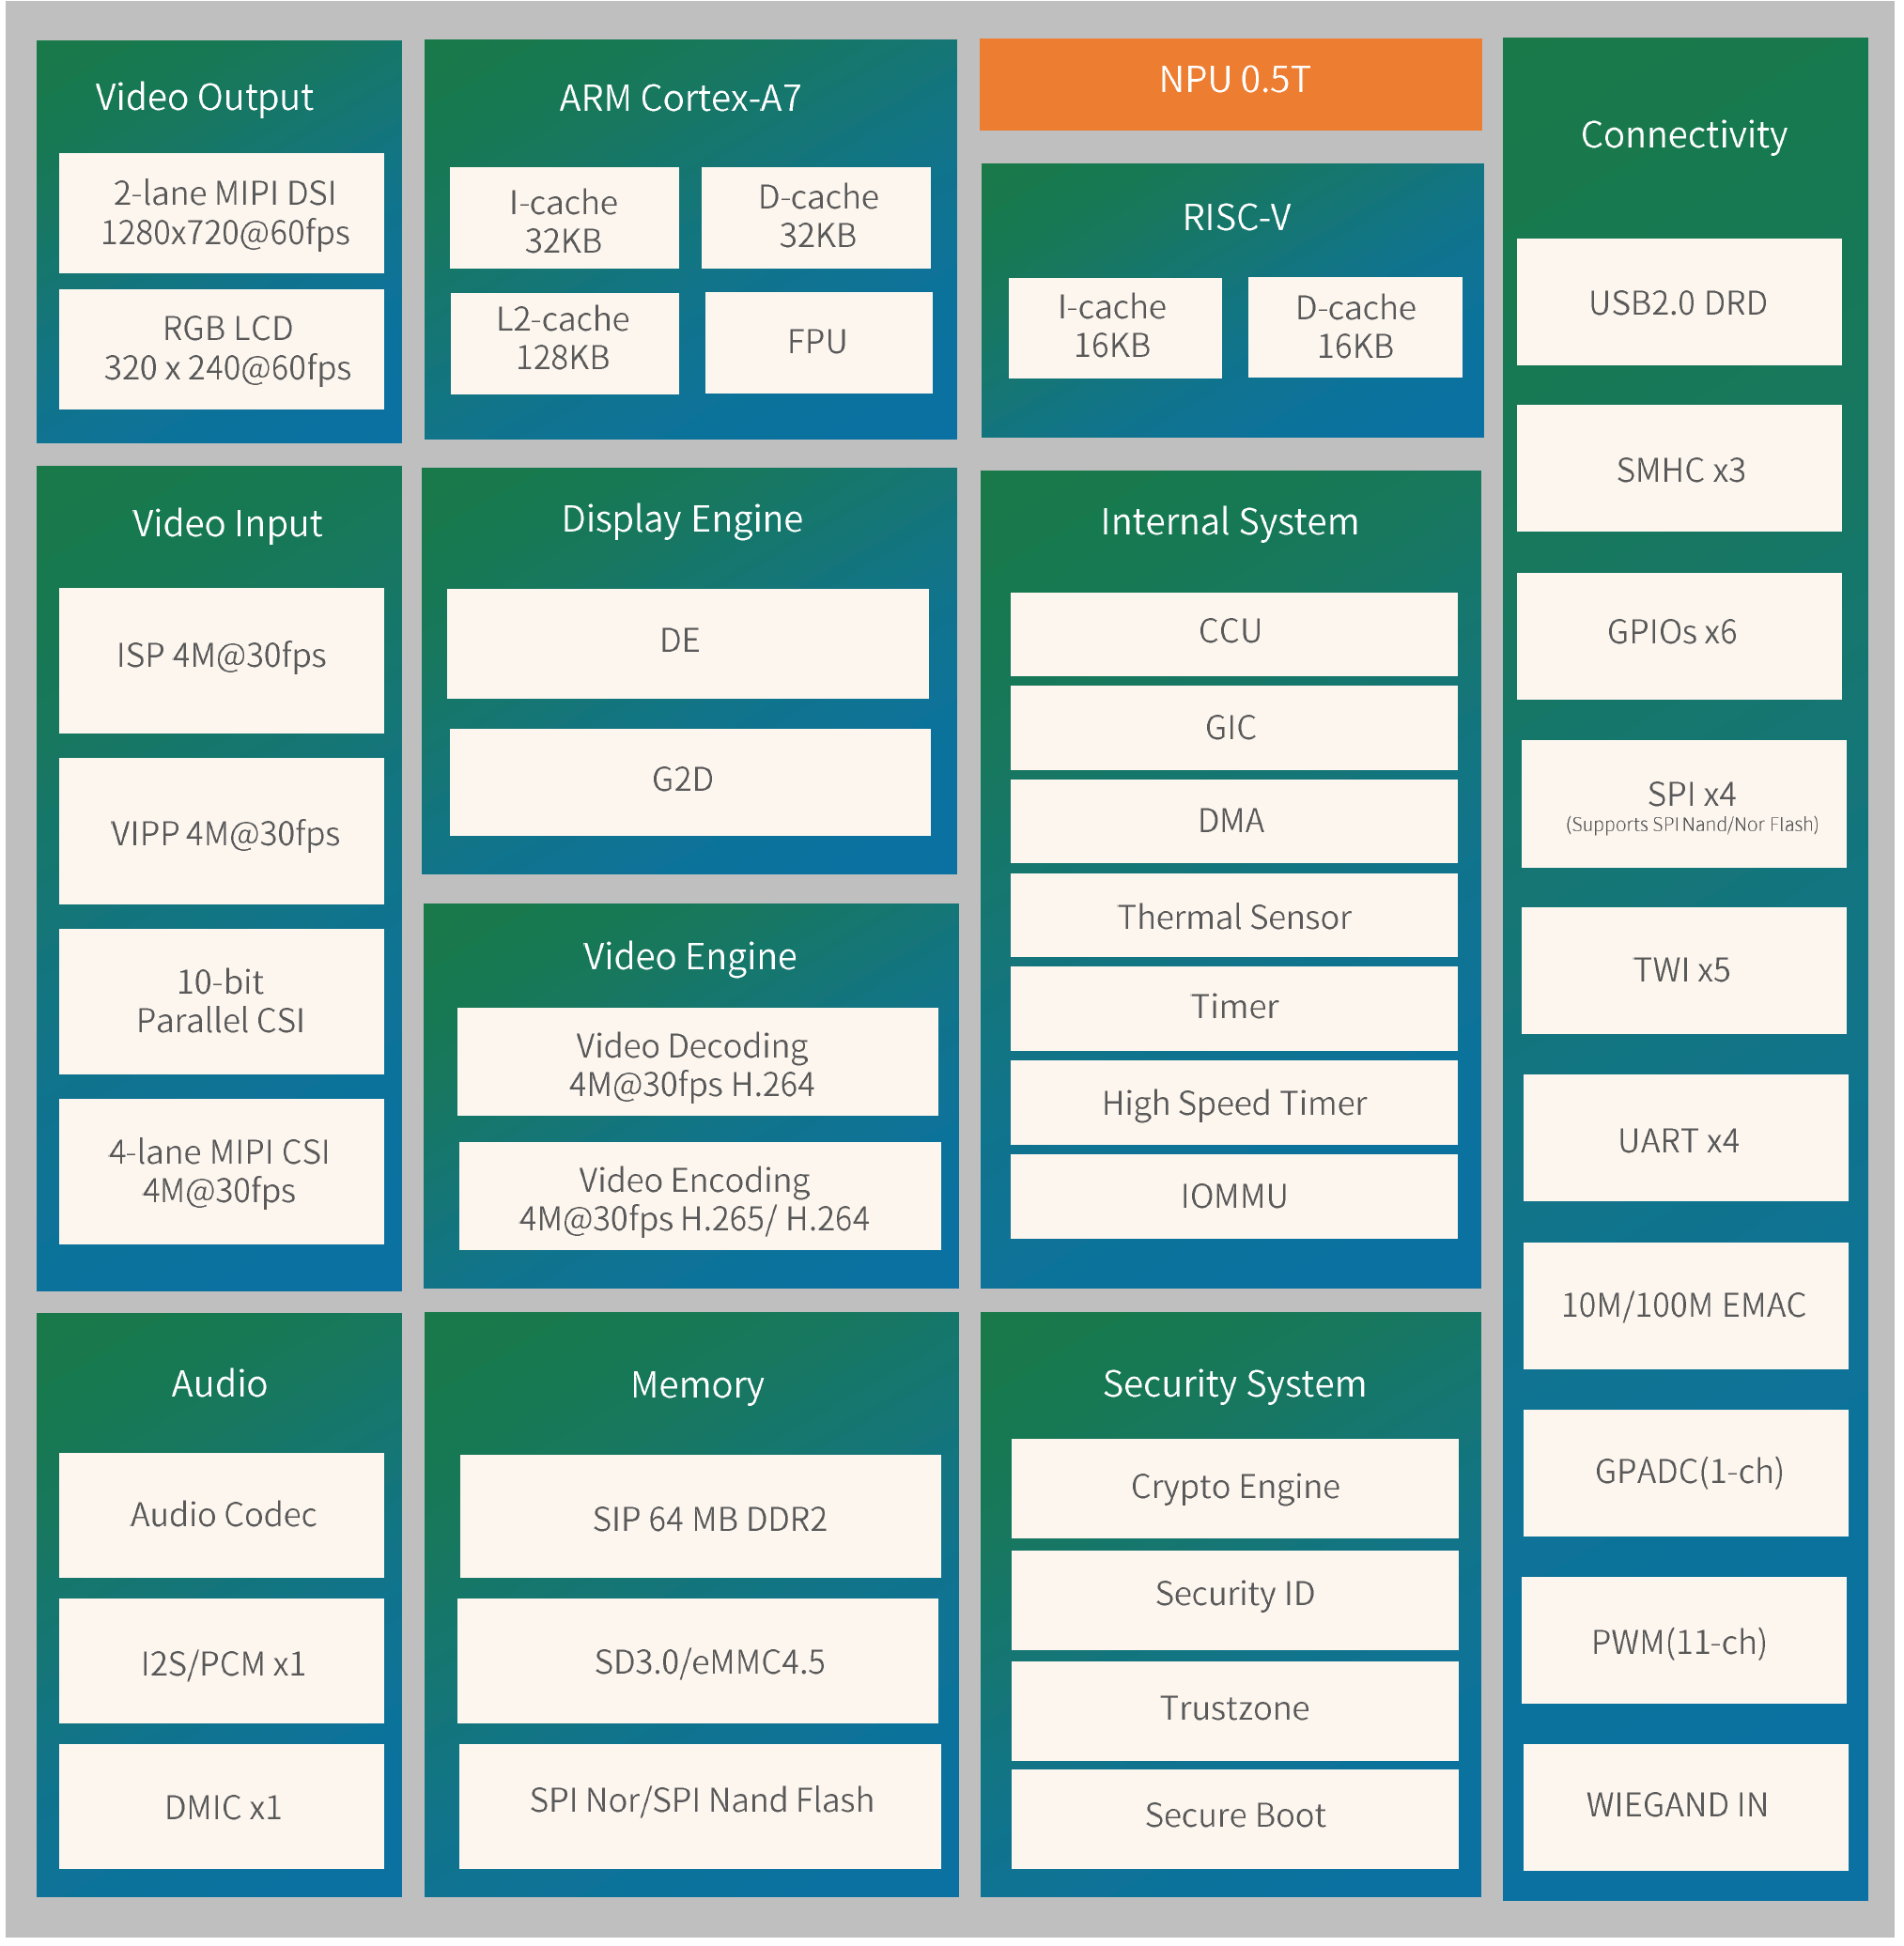 Video Output
2-lane MIPI DSI
1280x720@60fps
RGB LCD
320 x 240@60fps
ARM Cortex-A7
I-cache
32KB
D-cache
32KB
L2-cache
128KB
FPU
NPU 0.5T
RISC-V
I-cache
16KB
D-cache
16KB
Connectivity
USB2.0 DRD
SMHC x3
GPIOs x6
SPI x4
(Supports SPI Nand/Nor Flash)
TWI x5
UART x4
10M/100M EMAC
GPADC(1-ch)
PWM(11-ch)
WIEGAND IN
Video Input
ISP 4M@30fps
VIPP 4M@30fps
10-bit
Parallel CSI
4-lane MIPI CSI
4M@30fps
Display Engine
DE
G2D
Video Engine
Video Decoding
4M@30fps H.264
Video Encoding
4M@30fps H.265/ H.264
Internal System
CCU
GIC
DMA
Thermal Sensor
Timer
High Speed Timer
IOMMU
Audio
Audio Codec
I2S/PCM x1
DMIC x1
Memory
SIP 64 MB DDR2
SD3.0/eMMC4.5
SPI Nor/SPI Nand Flash
Security System
Crypto Engine
Security ID
Trustzone
Secure Boot